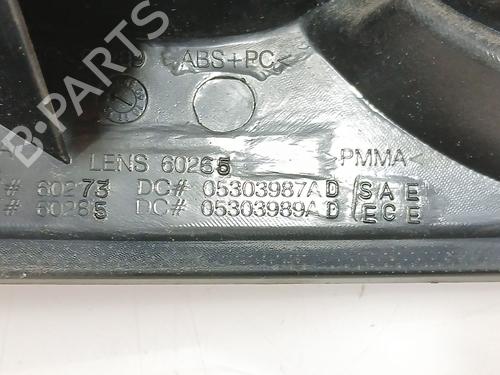 B-PARTS
ABS+PC<
LENS 60265 PMMA<
# 60273 DC# 05303987AD SAE
# 60285 DC# 05303989AD ECE